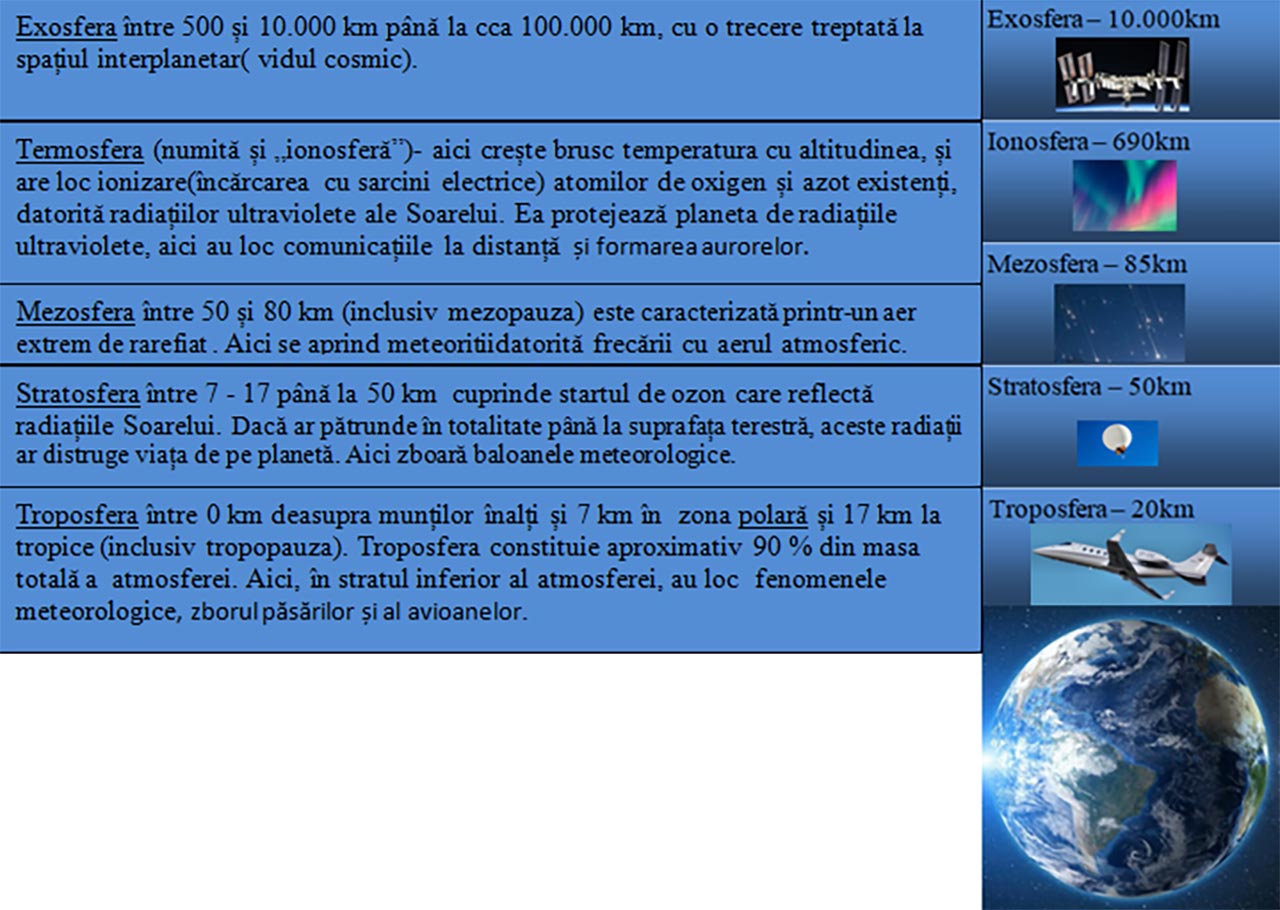 Exosfera între 500 și 10.000 km până la cca 100.000 km, cu o trecere treptată la
spațiul interplanetar( vidul cosmic).
Termosfera (numită și „ionosferă”)- aici crește brusc temperatura cu altitudinea, și
are loc ionizare(încărcarea cu sarcini electrice) atomilor de oxigen și azot existenți,
datorită radiațiilor ultraviolete ale Soarelui. Ea protejează planeta de radiațiile
ultraviolete, aici au loc comunicațiile la distanță și formarea aurorelor.
Mezosfera între 50 și 80 km (inclusiv mezopauza) este caracterizată printr-un aer
extrem de rarefiat . Aici se aprind meteoritiidatorită frecării cu aerul atmosferic.
Stratosfera între 7 - 17 până la 50 km cuprinde startul de ozon care reflectă
radiațiile Soarelui. Dacă ar pătrunde în totalitate până la suprafața terestră, aceste radiații
ar distruge viața de pe planetă. Aici zboară baloanele meteorologice.
Troposfera între 0 km deasupra munților înalți și 7 km în zona polară și 17 km la
tropice (inclusiv tropopauza). Troposfera constituie aproximativ 90 % din masa
totală a atmosferei. Aici, în stratul inferior al atmosferei, au loc fenomenele
meteorologice, zborul păsărilor și al avioanelor.
Exosfera – 10.000km
Ionosfera – 690km
Mezosfera – 85km
Stratosfera – 50km
Troposfera – 20km